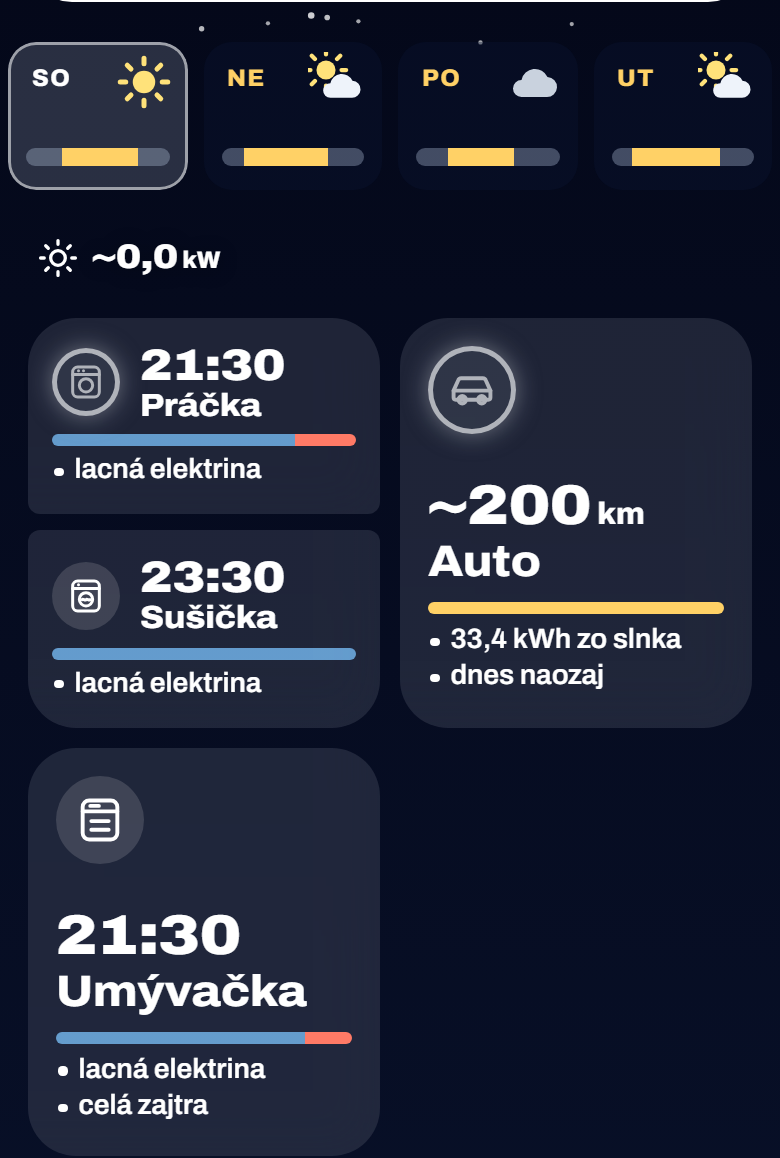 SO
NE
PO
UT
~0,0 kW
21:30
Práčka
lacná elektrina
23:30
Sušička
lacná elektrina
~200 km
Auto
33,4 kWh zo slnka
dnes naozaj
21:30
Umývačka
lacná elektrina
celá zajtra